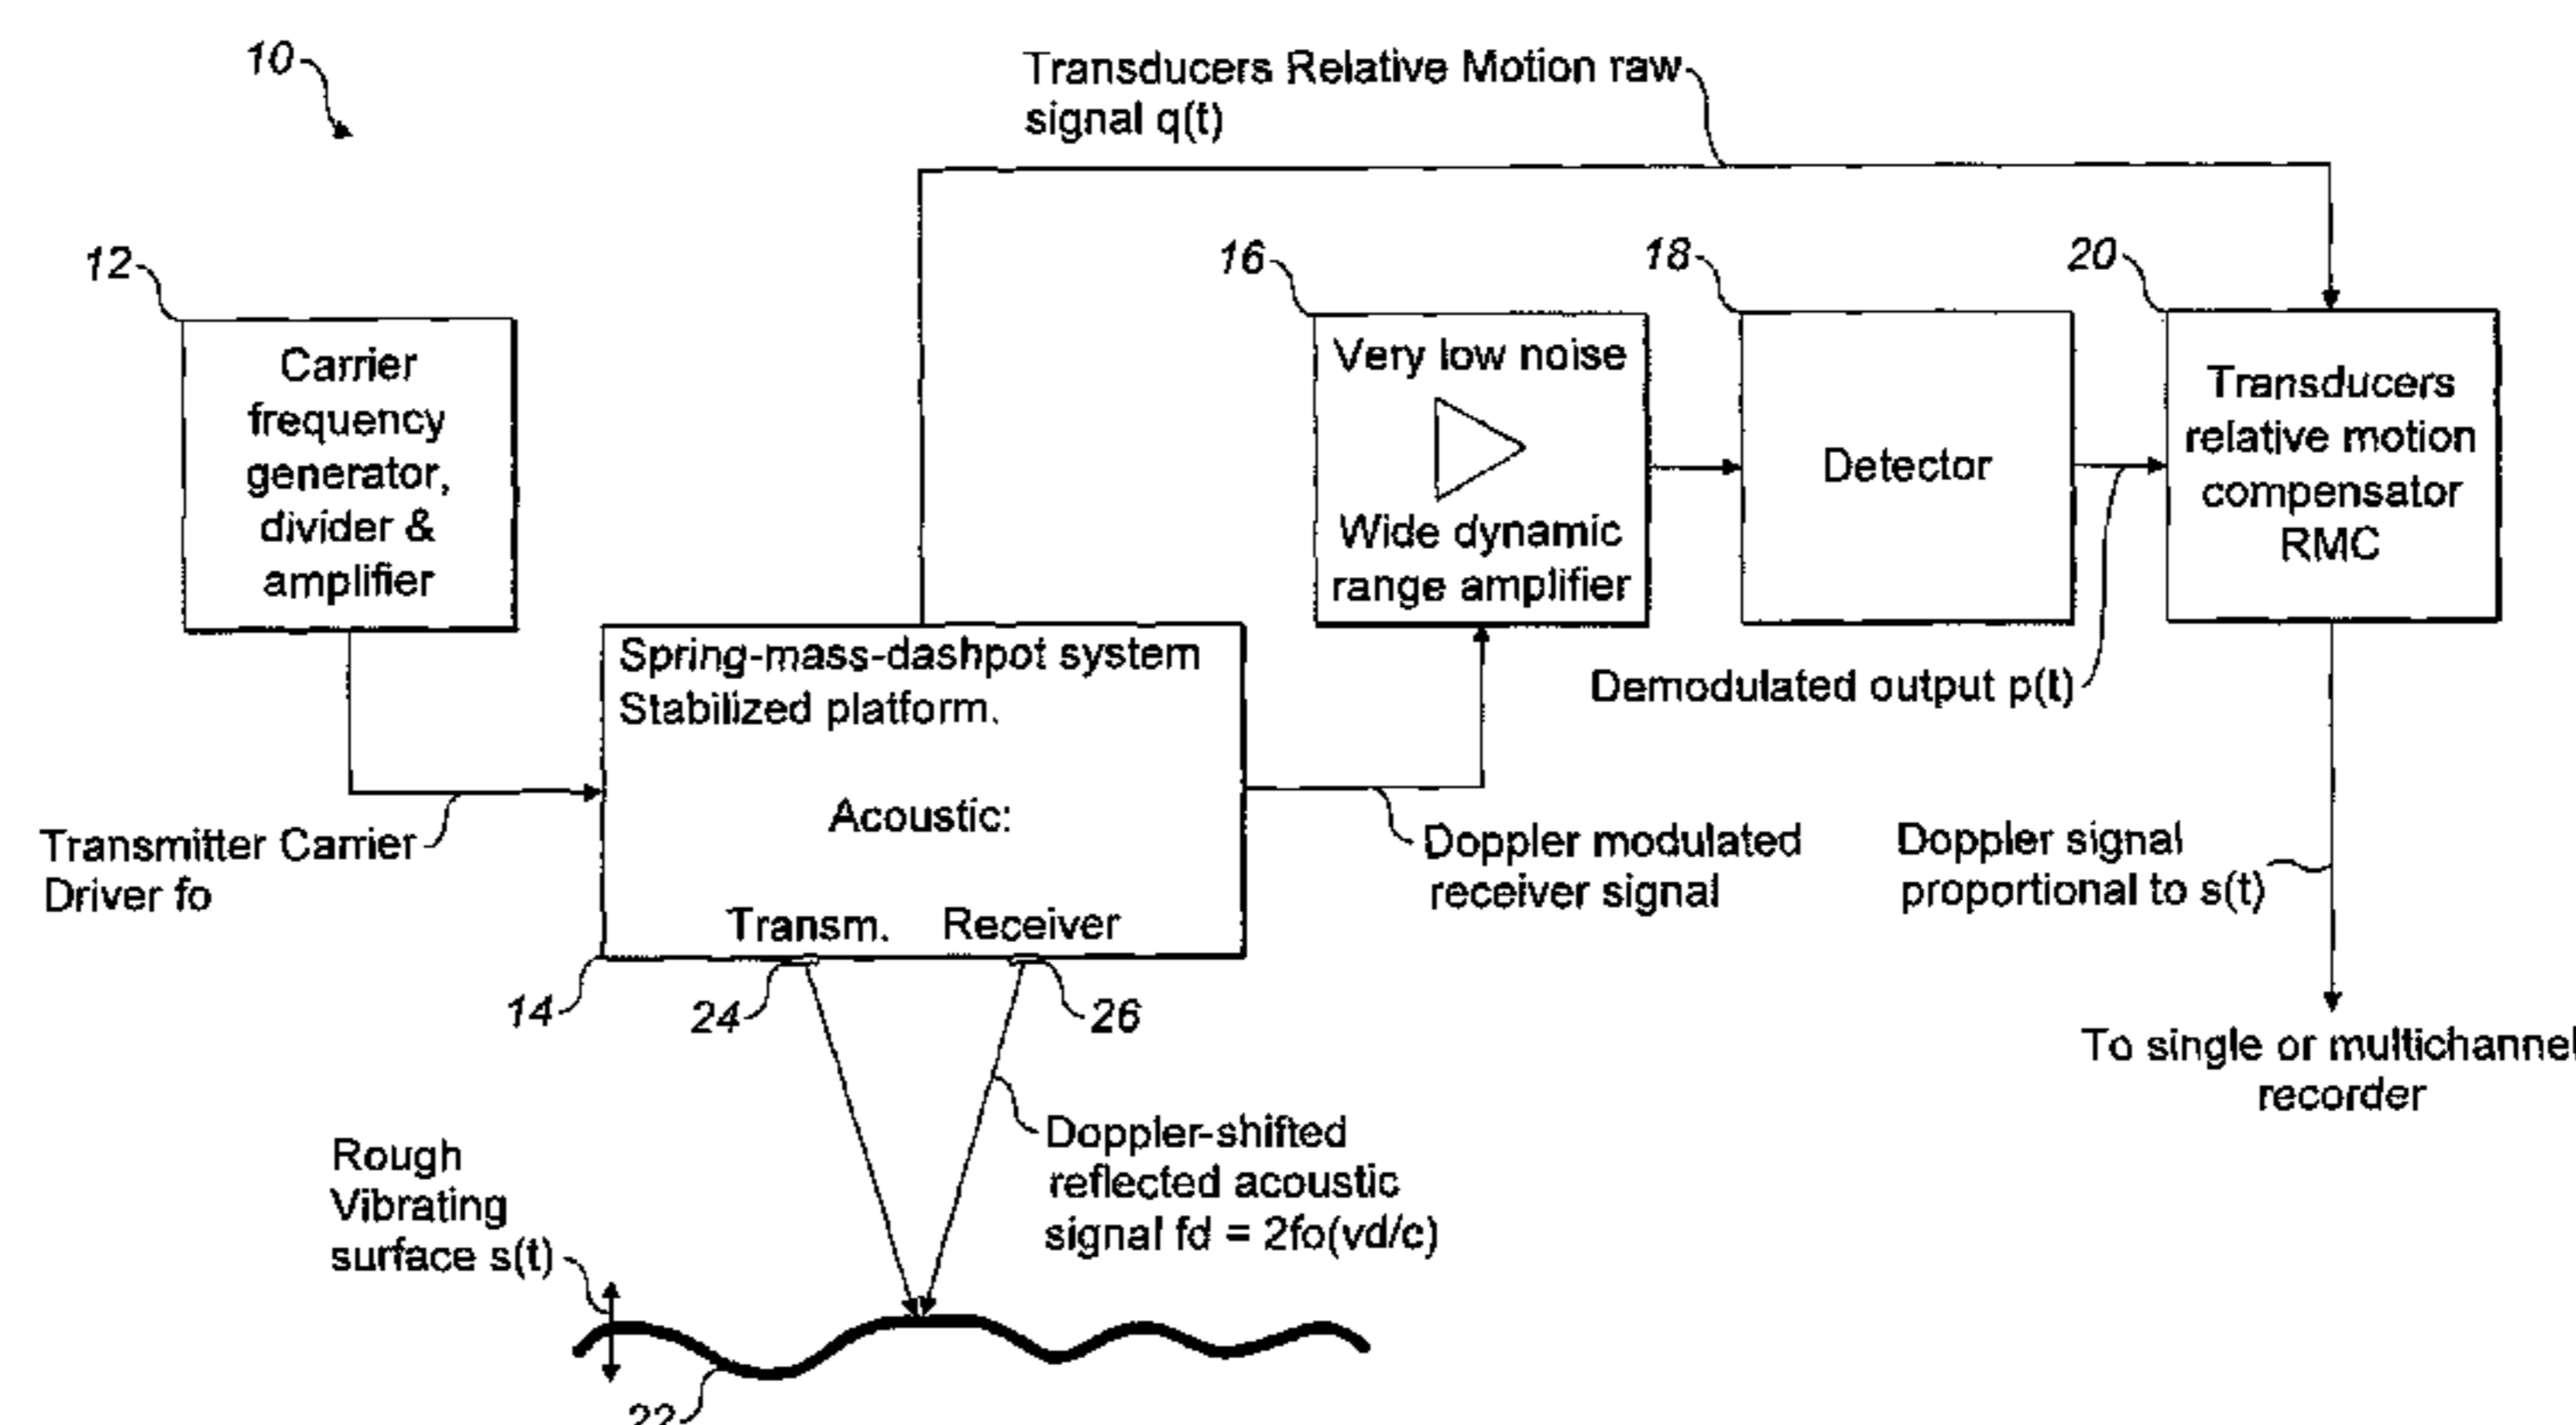 10
Transducers Relative Motion raw
signal q(t)
12
16
18
20
Carrier
frequency
generator,
divider &
amplifier
Very low noise
Wide dynamic
range amplifier
Detector
Transducers
relative motion
compensator
RMC
Spring-mass-dashpot system
Stabilized platform.
Acoustic:
Transm.
Receiver
Demodulated output p(t)
Transmitter Carrier
Driver fo
Doppler modulated
receiver signal
Doppler signal
proportional to s(t)
14
24
26
To single or multichannel
recorder
Doppler-shifted
reflected acoustic
signal fd = 2fo(vd/c)
Rough
Vibrating
surface s(t)
22